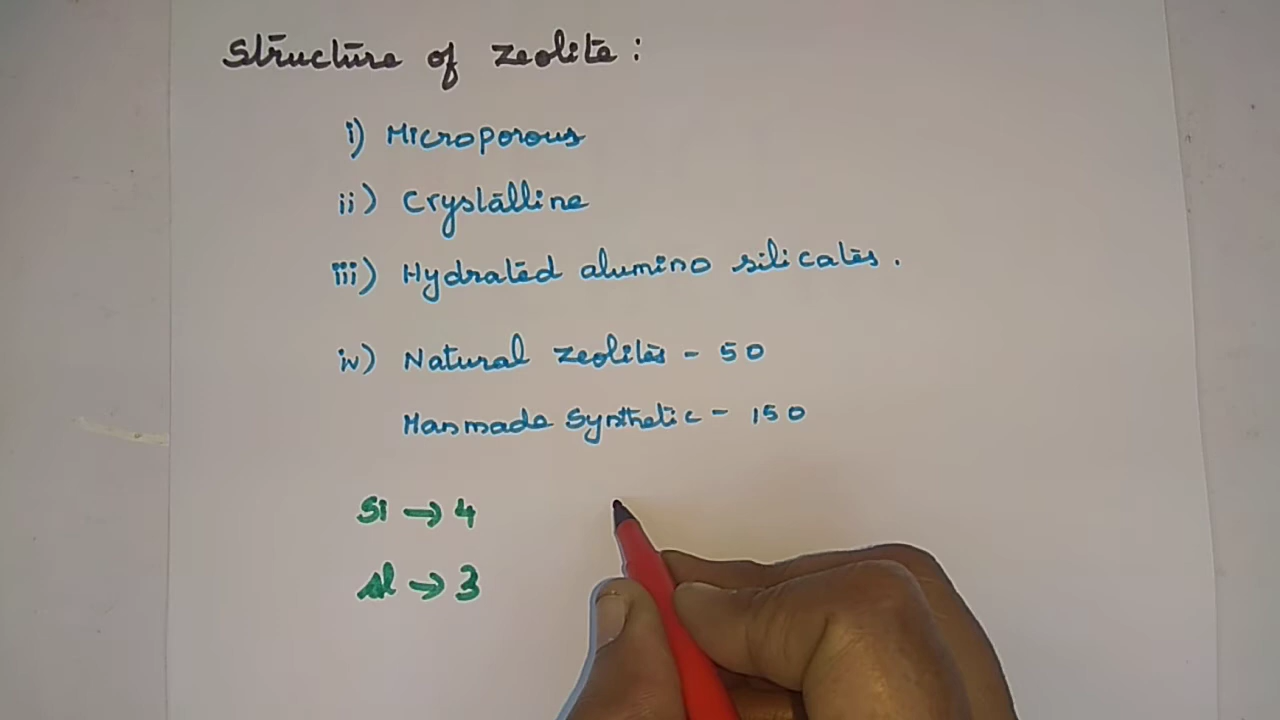 Structure of zeolite :
i) Microporous
ii) Crystalline
iii) Hydrated alumino silicates .
iv) Natural zeolites - 50
Manmade Synthetic - 150
Si → 4
Al → 3